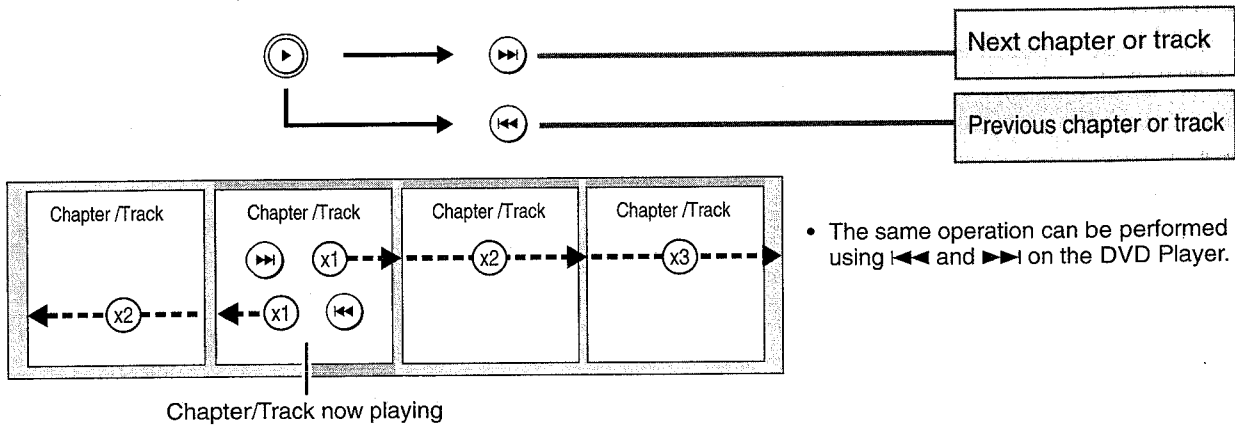 Next chapter or track
Previous chapter or track
Chapter /Track
Chapter /Track
Chapter /Track
Chapter /Track
x1
x2
x3
x2
x1
• The same operation can be performed
using ⏮ and ⏭ on the DVD Player.
Chapter/Track now playing